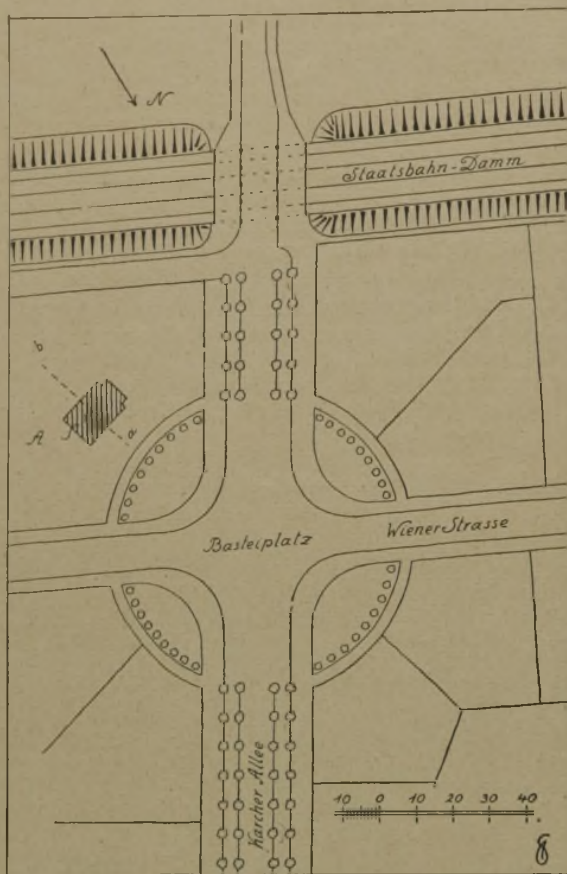 N
Staatsbahn-Damm
b
A
a
Basteiplatz
Wiener Strasse
Karcher Allee
10 0 10 20 30 40
8